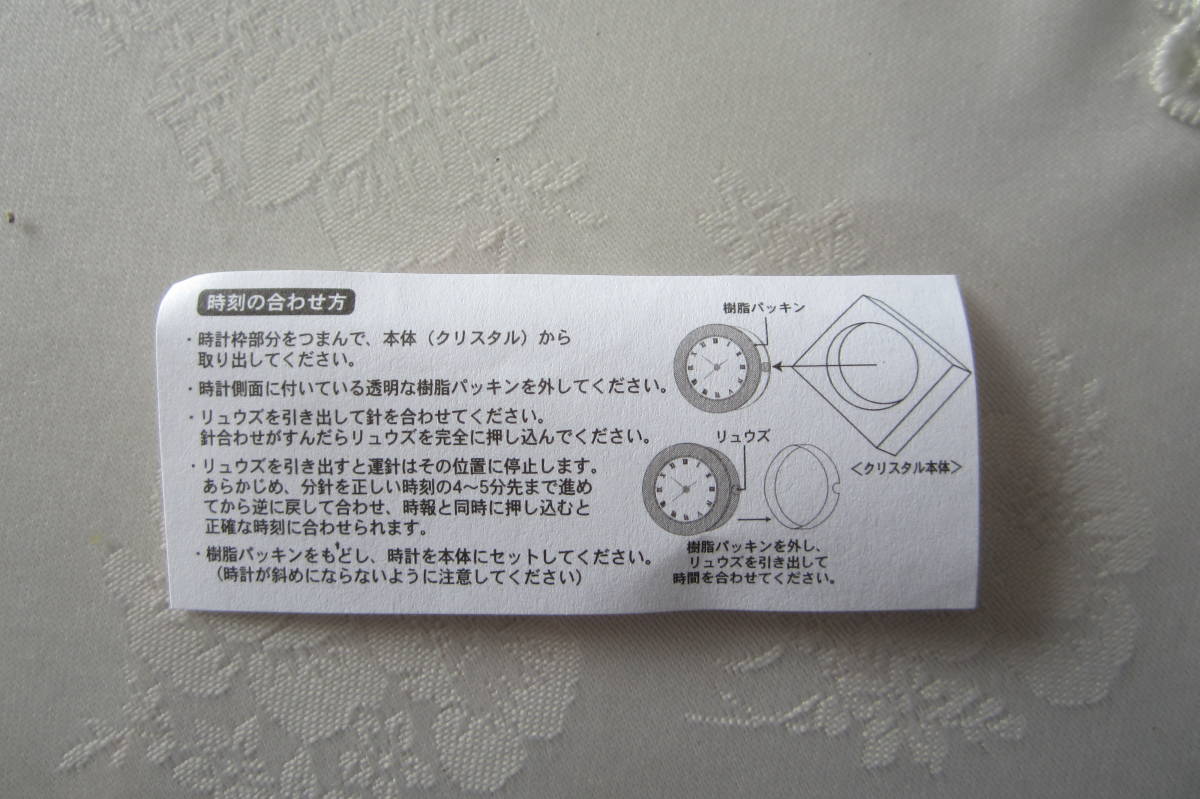 時刻の合わせ方
・時計枠部分をつまんで、本体（クリスタル）から
取り出してください。
・時計側面に付いている透明な樹脂パッキンを外してください。
・リュウズを引き出して針を合わせてください。
針合わせがすんだらリュウズを完全に押し込んでください。
・リュウズを引き出すと運針はその位置に停止します。
あらかじめ、分針を正しい時刻の4〜5分先まで進め
てから逆に戻して合わせ、時報と同時に押し込むと
正確な時刻に合わせられます。
・樹脂パッキンをもどし、時計を本体にセットしてください。
（時計が斜めにならないように注意してください）
樹脂パッキン
＜クリスタル本体＞
リュウズ
樹脂パッキンを外し、
リュウズを引き出して
時間を合わせてください。